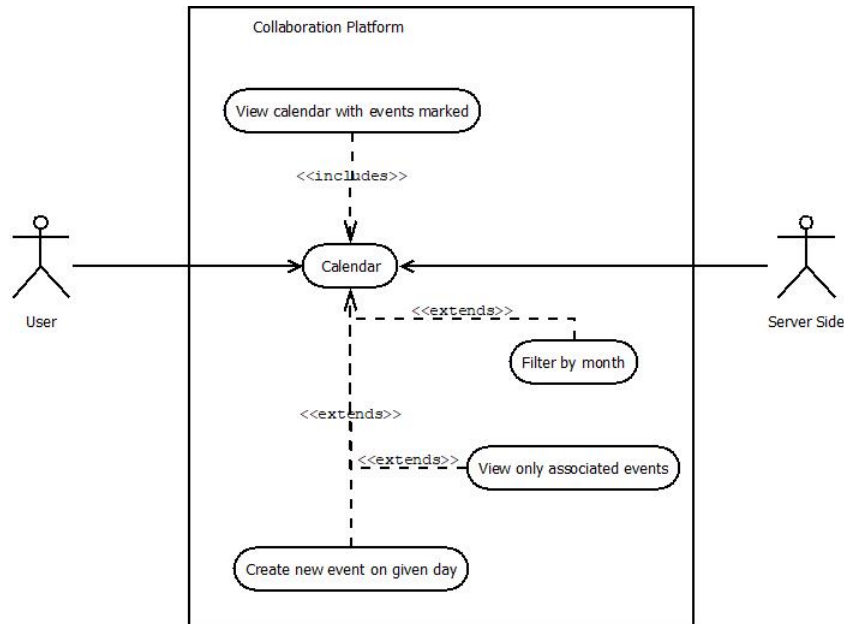 Collaboration Platform
View calendar with events marked
<<includes>>
Calendar
<<extends>>
User
Server Side
Filter by month
<<extends>>
<<extends>>
View only associated events
Create new event on given day